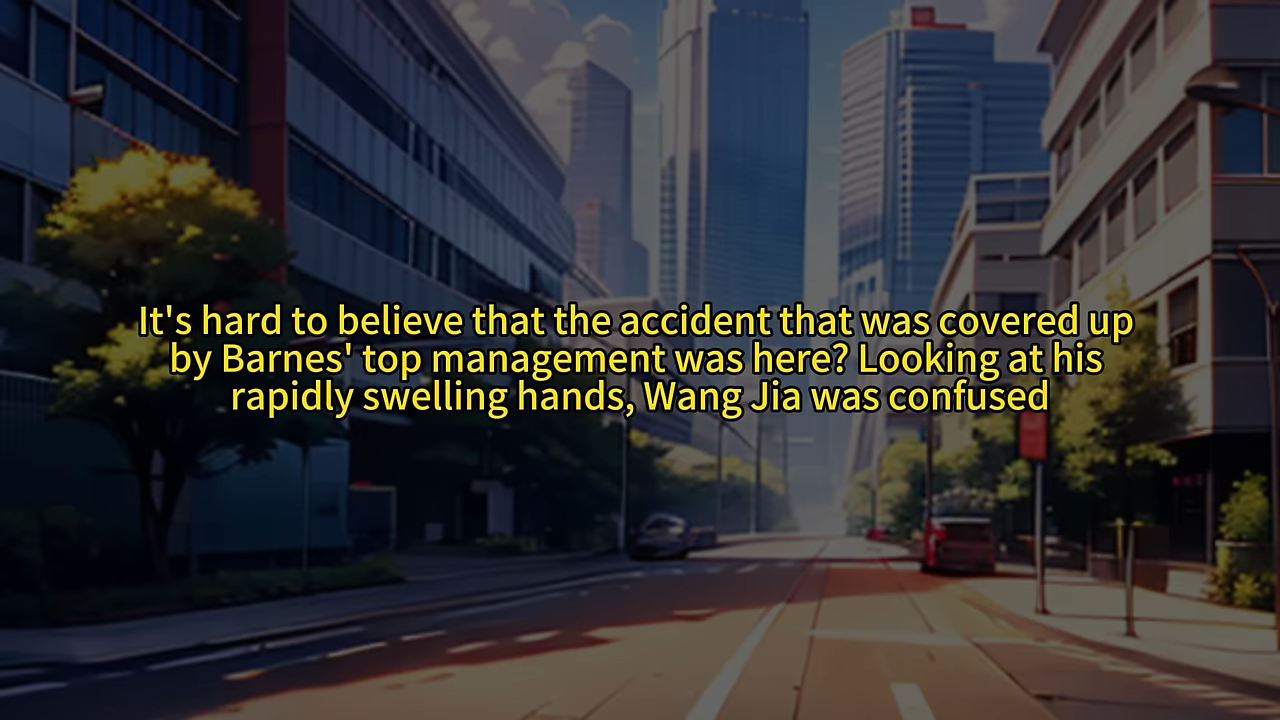 It's hard to believe that the accident that was covered up
by Barnes' top management was here? Looking at his
rapidly swelling hands, Wang Jia was confused